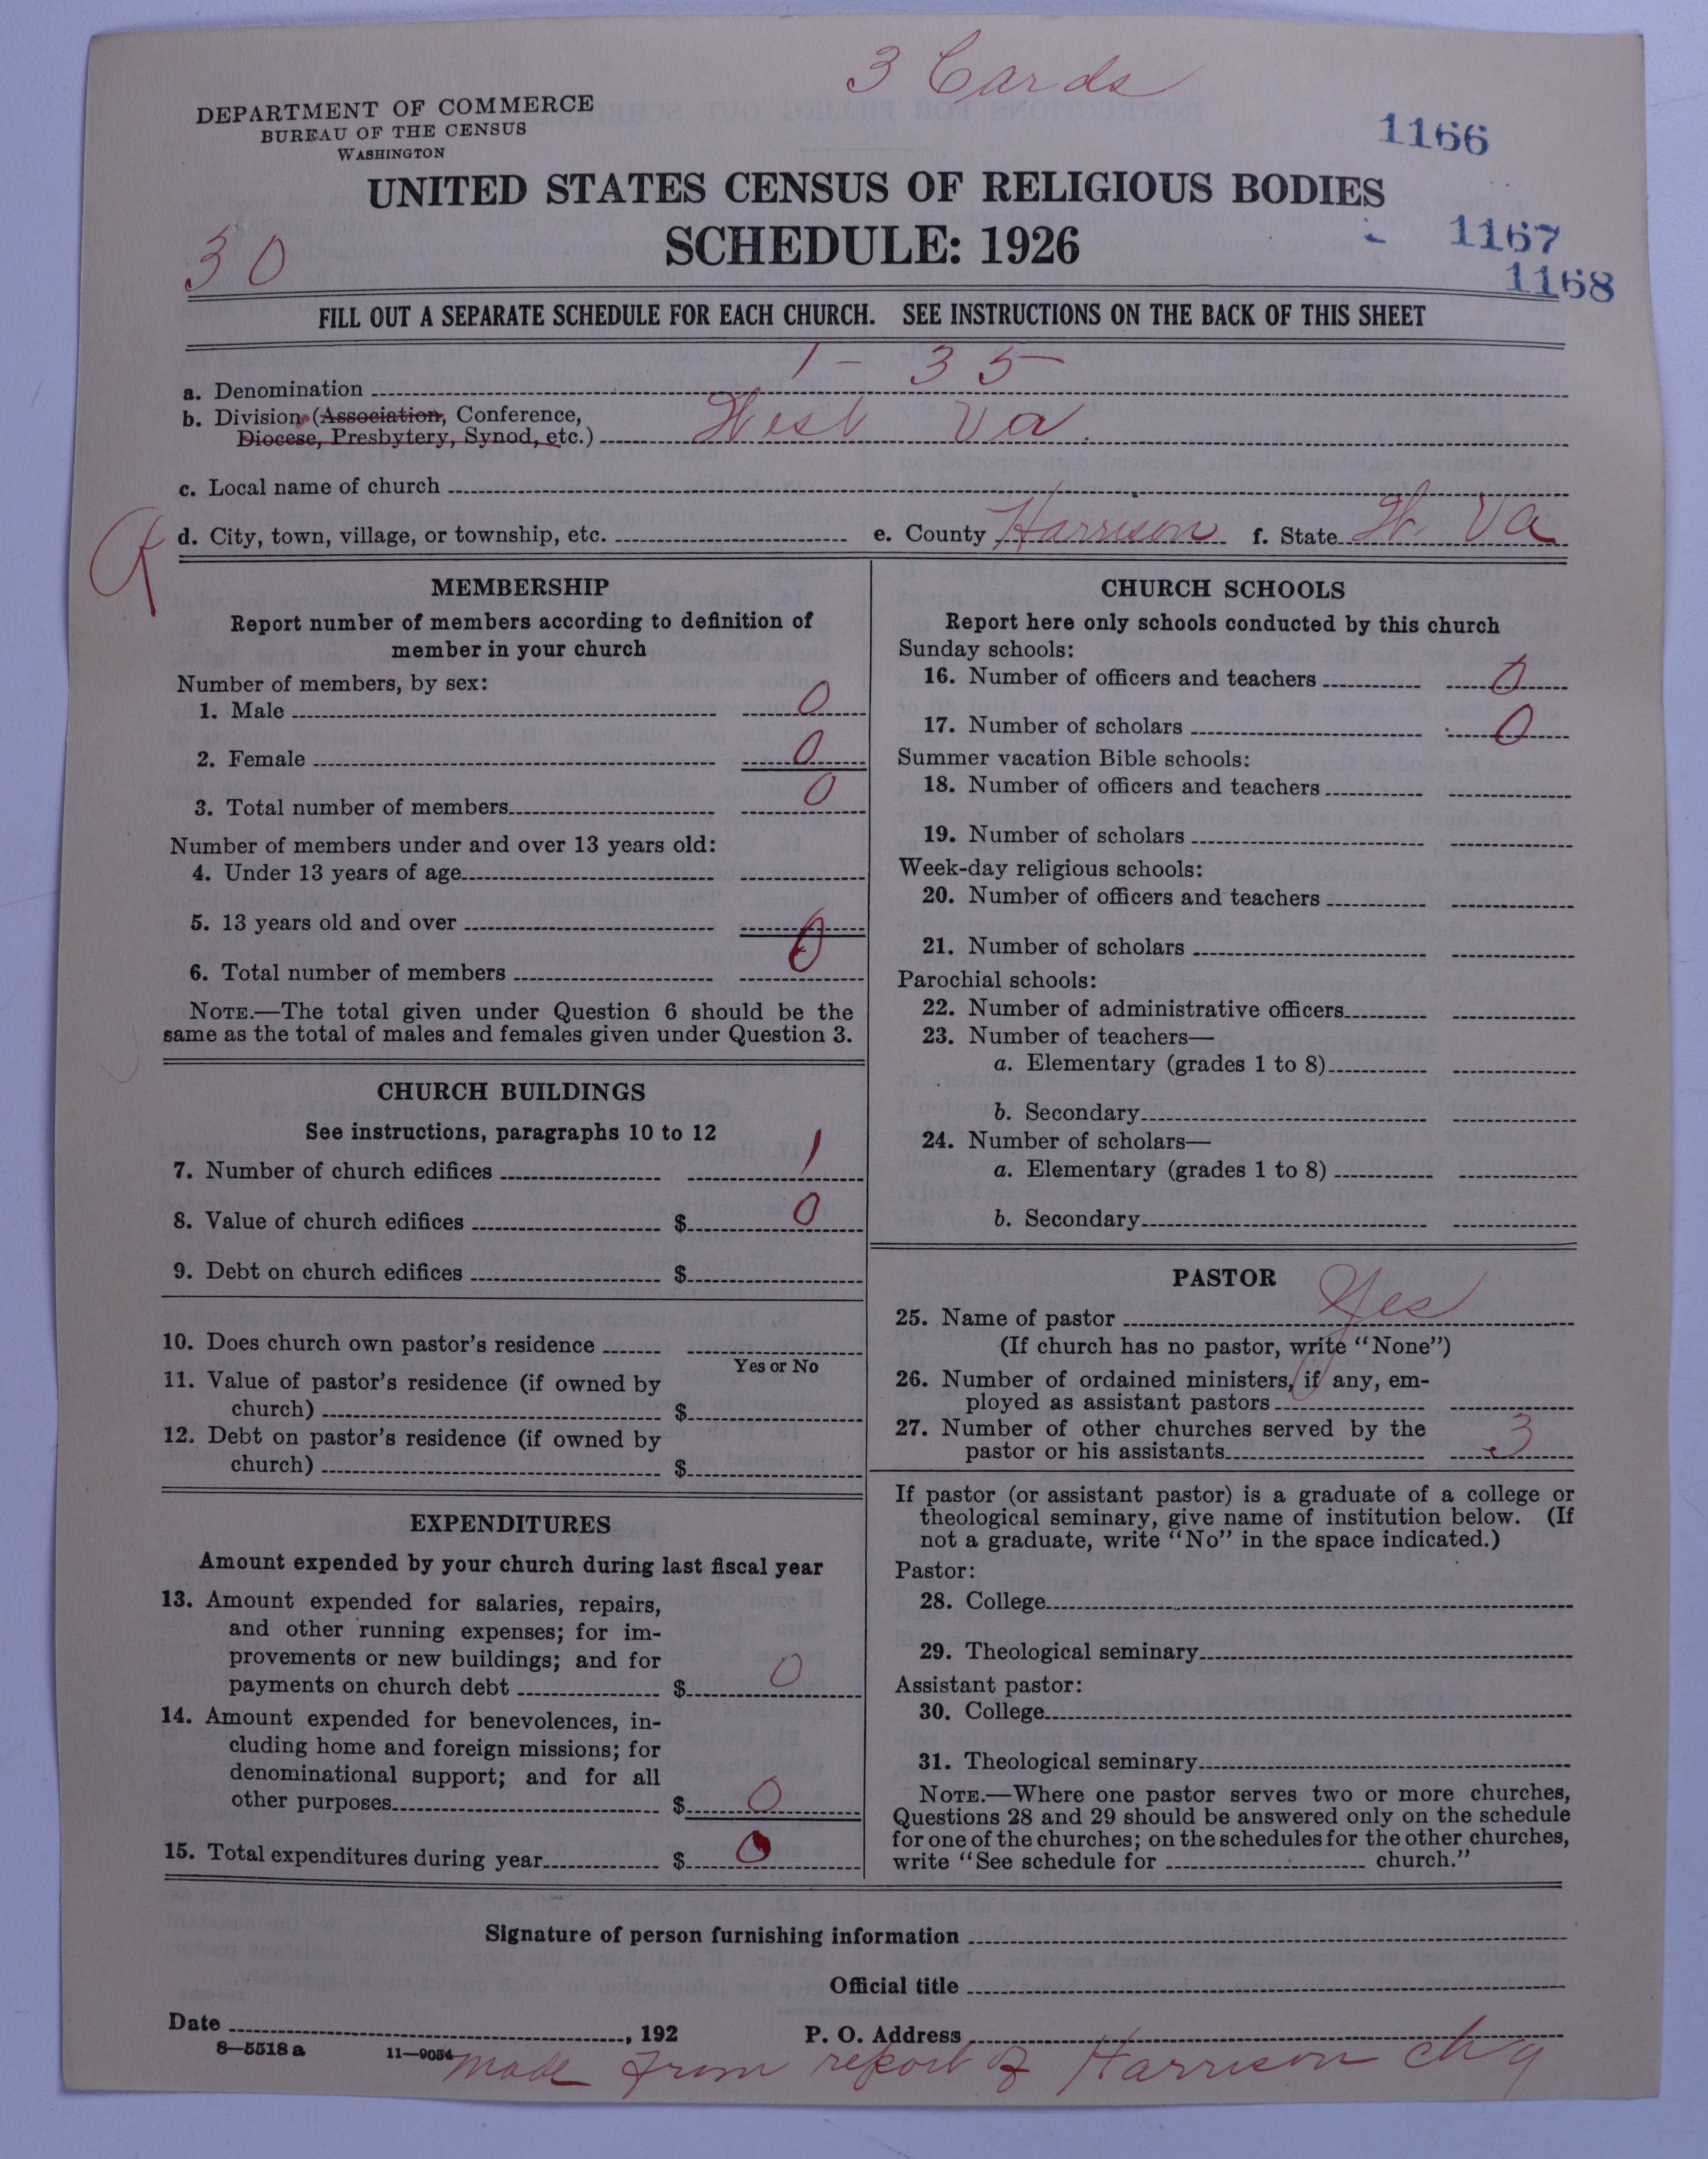 3 Cards
DEPARTMENT OF COMMERCE
BUREAU OF THE CENSUS
WASHINGTON
1166
UNITED STATES CENSUS OF RELIGIOUS BODIES
SCHEDULE: 1926
1167
30
1168
FILL OUT A SEPARATE SCHEDULE FOR EACH CHURCH. SEE INSTRUCTIONS ON THE BACK OF THIS SHEET
a. Denomination 1-35
b. Division (Association, Conference,
Diocese, Presbytery, Synod, etc.) West Va.
c. Local name of church
d. City, town, village, or township, etc. e. County Harrison f. State W. Va
MEMBERSHIP
Report number of members according to definition of
member in your church
Number of members, by sex:
1. Male 0
2. Female 0
3. Total number of members 0
Number of members under and over 13 years old:
4. Under 13 years of age
5. 13 years old and over
6. Total number of members 0
NOTE.—The total given under Question 6 should be the
same as the total of males and females given under Question 3.
CHURCH BUILDINGS
See instructions, paragraphs 10 to 12
7. Number of church edifices 1
8. Value of church edifices $ 0
9. Debt on church edifices $
10. Does church own pastor's residence
Yes or No
11. Value of pastor's residence (if owned by
church) $
12. Debt on pastor's residence (if owned by
church) $
EXPENDITURES
Amount expended by your church during last fiscal year
13. Amount expended for salaries, repairs,
and other running expenses; for im-
provements or new buildings; and for
payments on church debt $ 0
14. Amount expended for benevolences, in-
cluding home and foreign missions; for
denominational support; and for all
other purposes $ 0
15. Total expenditures during year $ 0
CHURCH SCHOOLS
Report here only schools conducted by this church
Sunday schools:
16. Number of officers and teachers 0
17. Number of scholars 0
Summer vacation Bible schools:
18. Number of officers and teachers
19. Number of scholars
Week-day religious schools:
20. Number of officers and teachers
21. Number of scholars
Parochial schools:
22. Number of administrative officers
23. Number of teachers—
a. Elementary (grades 1 to 8)
b. Secondary
24. Number of scholars—
a. Elementary (grades 1 to 8)
b. Secondary
PASTOR
25. Name of pastor Yes
(If church has no pastor, write "None")
26. Number of ordained ministers, if any, em-
ployed as assistant pastors
27. Number of other churches served by the
pastor or his assistants 3
If pastor (or assistant pastor) is a graduate of a college or
theological seminary, give name of institution below. (If
not a graduate, write "No" in the space indicated.)
Pastor:
28. College
29. Theological seminary
Assistant pastor:
30. College
31. Theological seminary
NOTE.—Where one pastor serves two or more churches,
Questions 28 and 29 should be answered only on the schedule
for one of the churches; on the schedules for the other churches,
write "See schedule for church."
Signature of person furnishing information
Official title
Date , 192 P. O. Address
8—5518a 11—9054
made from report of Harrison chg